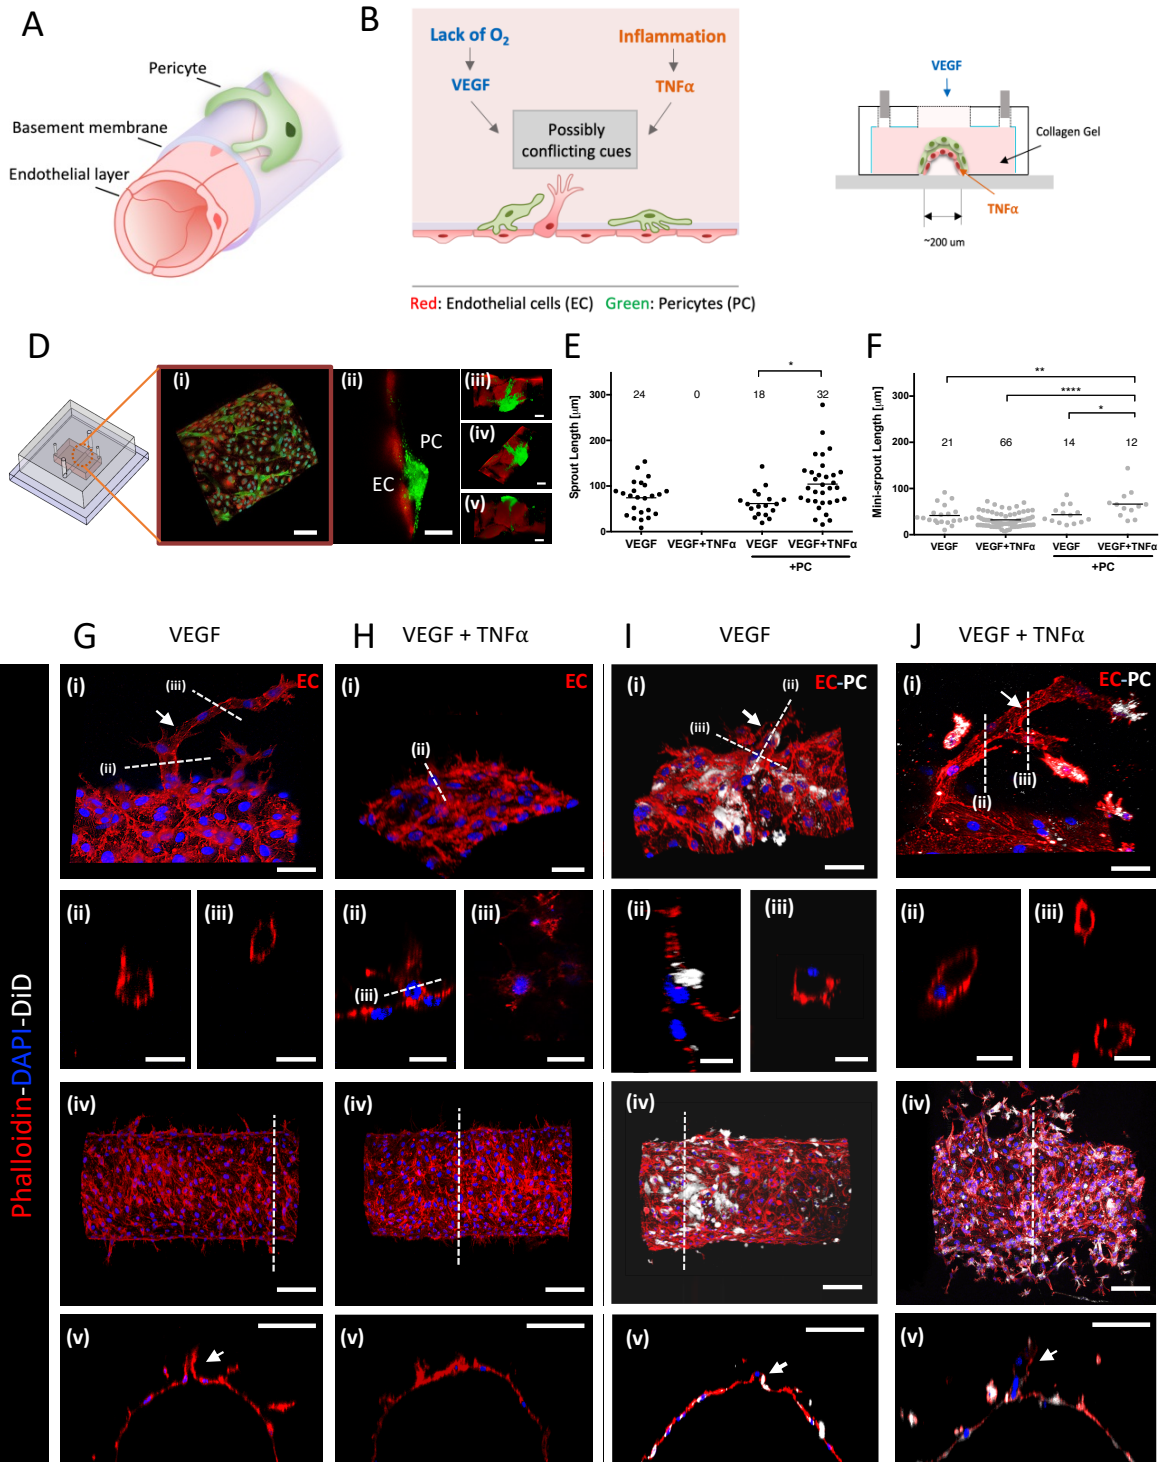 A
Pericyte
Basement membrane
Endothelial layer
B
Lack of O₂
VEGF
Inflammation
TNFα
Possibly
conflicting cues
Red: Endothelial cells (EC) Green: Pericytes (PC)
VEGF
Collagen Gel
TNFα
~200 um
D
(i)
(ii)
PC
EC
(iii)
(iv)
(v)
E
Sprout Length [µm]
300
200
100
0
24
0
18
32
*
VEGF
VEGF+TNFα
VEGF
VEGF+TNFα
+PC
F
Mini-srpout Length [µm]
300
200
100
0
21
66
14
12
**
****
*
VEGF
VEGF+TNFα
VEGF
VEGF+TNFα
+PC
Phalloidin-DAPI-DiD
G
VEGF
(i)
EC
(iii)
(ii)
(ii)
(iii)
(iv)
(v)
H
VEGF + TNFα
(i)
EC
(ii)
(ii)
(iii)
(iii)
(iv)
(v)
I
VEGF
(i)
EC-PC
(ii)
(iii)
(ii)
(iii)
(iv)
(v)
J
VEGF + TNFα
(i)
EC-PC
(iii)
(ii)
(ii)
(iii)
(iv)
(v)